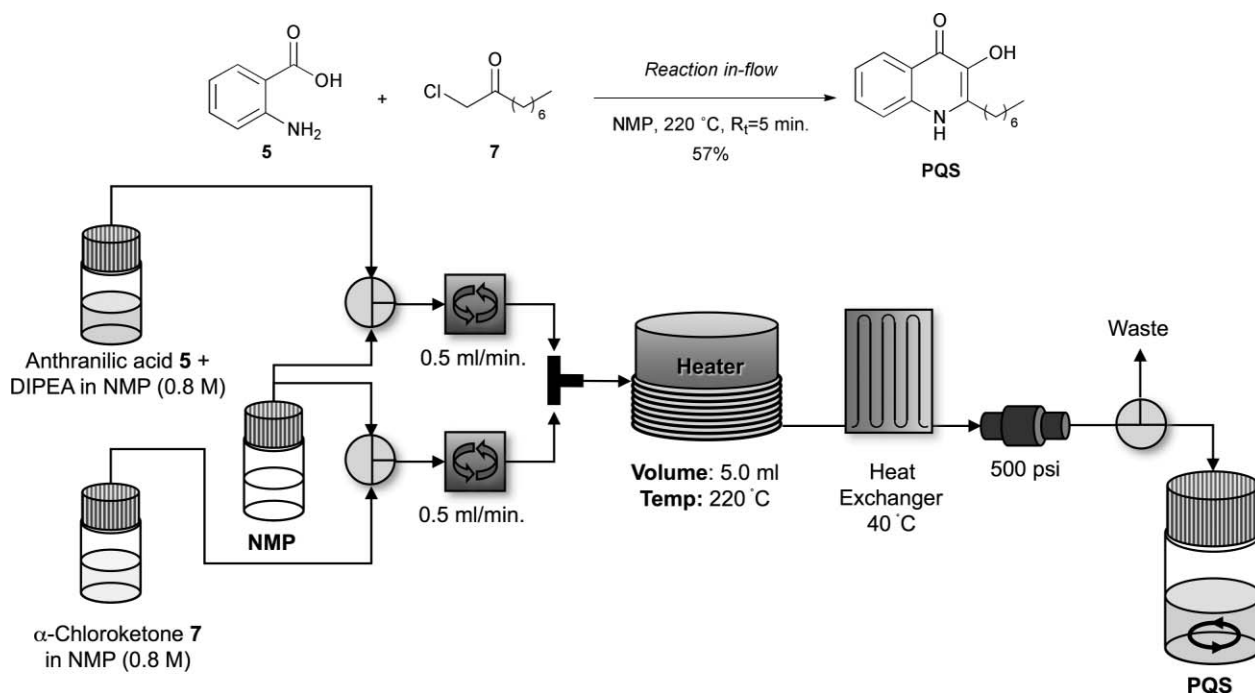 O
OH
NH2
5
+
Cl
O
6
7
Reaction in-flow
NMP, 220 °C, Rt=5 min.
57%
O
OH
N
H
6
PQS
Anthranilic acid 5 +
DIPEA in NMP (0.8 M)
0.5 ml/min.
NMP
0.5 ml/min.
α-Chloroketone 7
in NMP (0.8 M)
Heater
Volume: 5.0 ml
Temp: 220 °C
Heat
Exchanger
40 °C
500 psi
Waste
PQS